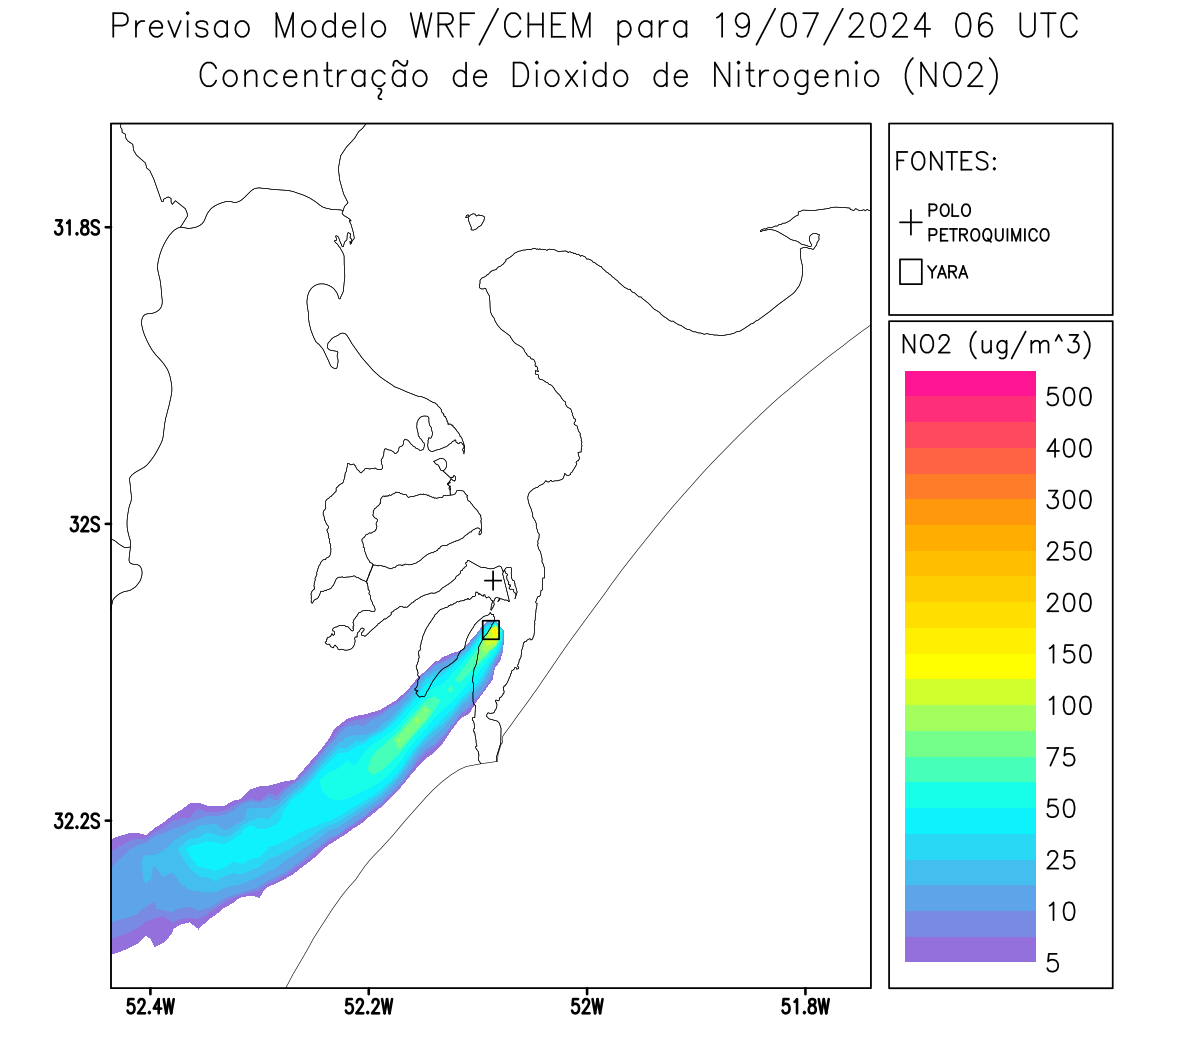 Previsao Modelo WRF/CHEM para 19/07/2024 06 UTC
Concentração de Dioxido de Nitrogenio (NO2)
FONTES:
POLO
PETROQUIMICO
YARA
NO2 (ug/m^3)
500
400
300
250
200
150
100
75
50
25
10
5
31.8S
32S
32.2S
52.4W
52.2W
52W
51.8W